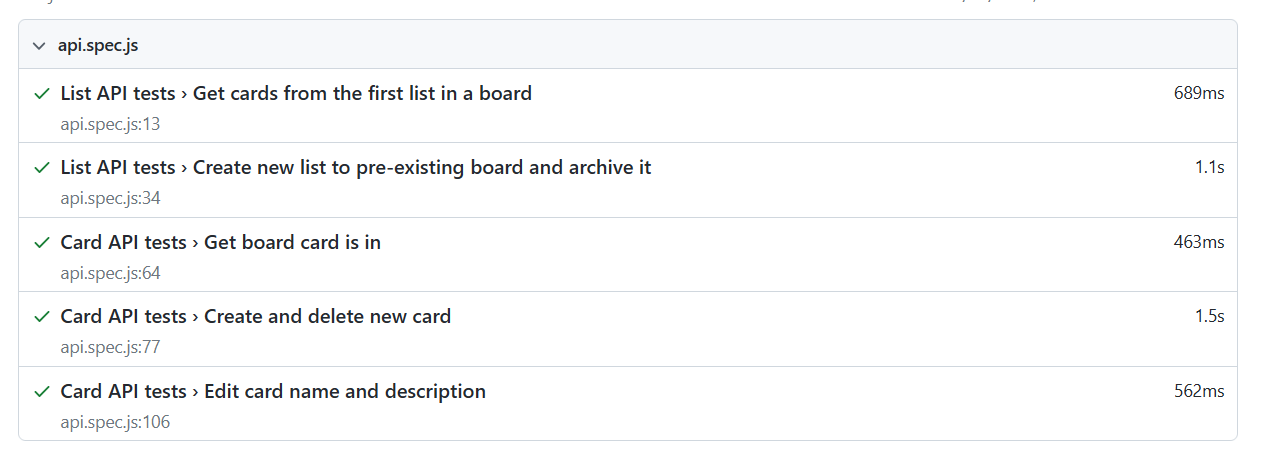 api.spec.js
List API tests › Get cards from the first list in a board 689ms
api.spec.js:13
List API tests › Create new list to pre-existing board and archive it 1.1s
api.spec.js:34
Card API tests › Get board card is in 463ms
api.spec.js:64
Card API tests › Create and delete new card 1.5s
api.spec.js:77
Card API tests › Edit card name and description 562ms
api.spec.js:106